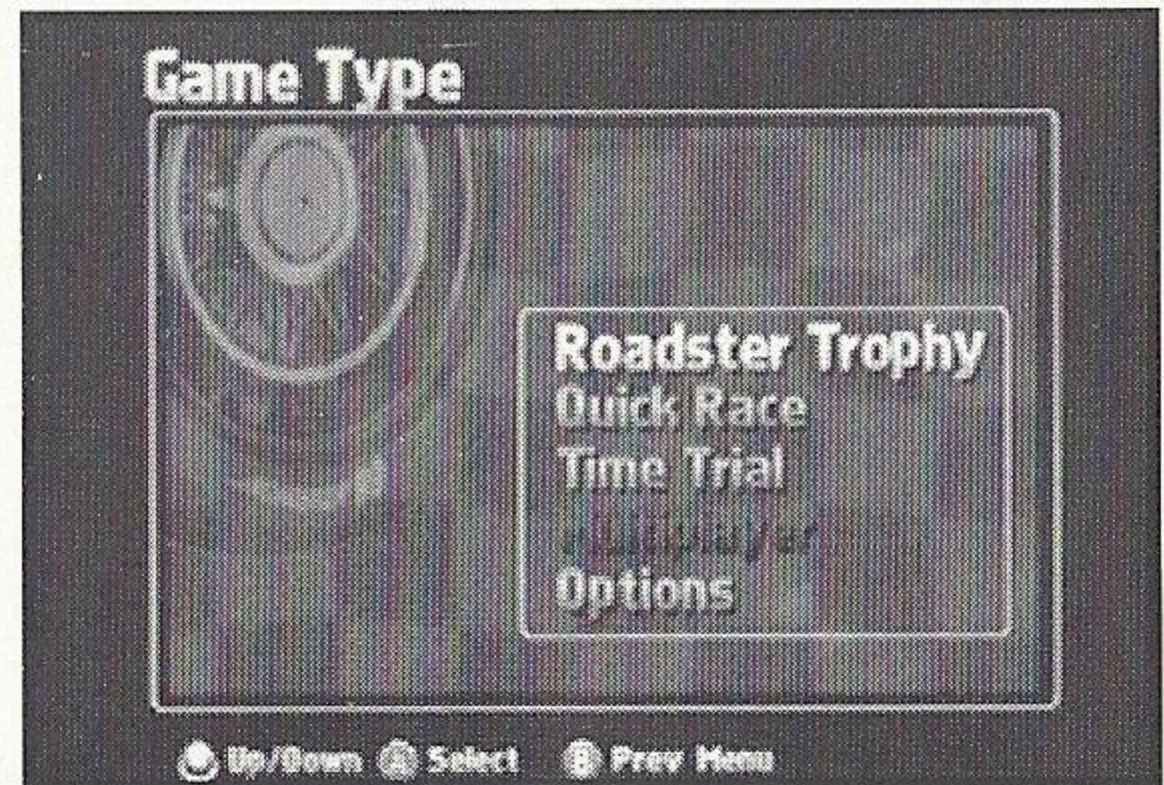 Game Type
Roadster Trophy
Quick Race
Time Trial
Options
Up/Down A Select B Prev Menu